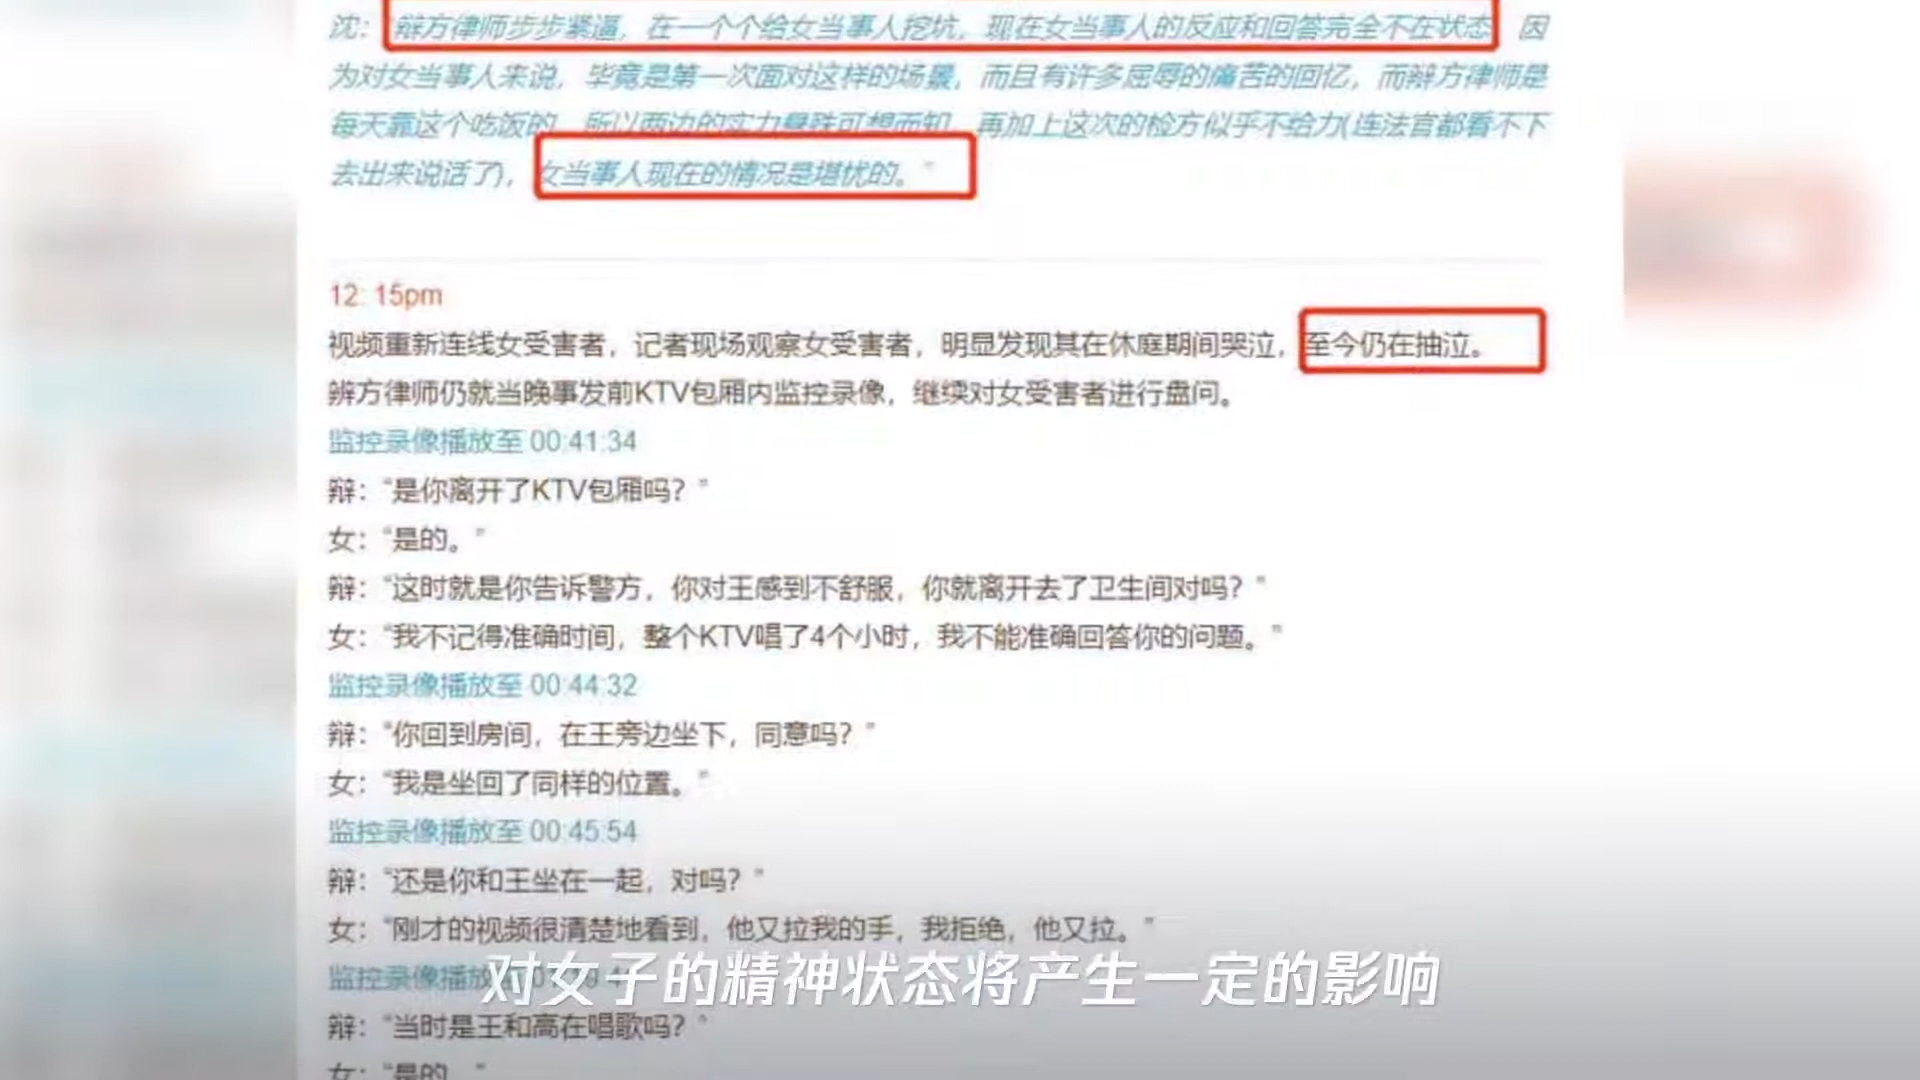 沈：“辩方律师步步紧逼，在一个个给女当事人挖坑，现在女当事人的反应和回答完全不在状态，因
为对女当事人来说，毕竟是第一次面对这样的场景，而且有许多屈辱的痛苦的回忆，而辩方律师是
每天靠这个吃饭的，所以两边的实力悬殊可想而知，再加上这次的检方似乎不给力(连法官都看不下
去出来说话了)，女当事人现在的情况是堪忧的。”
12: 15pm
视频重新连线女受害者，记者现场观察女受害者，明显发现其在休庭期间哭泣，至今仍在抽泣。
辨方律师仍就当晚事发前KTV包厢内监控录像，继续对女受害者进行盘问。
监控录像播放至 00:41:34
辩：“是你离开了KTV包厢吗？”
女：“是的。”
辩：“这时就是你告诉警方，你对王感到不舒服，你就离开去了卫生间对吗？”
女：“我不记得准确时间，整个KTV唱了4个小时，我不能准确回答你的问题。”
监控录像播放至 00:44:32
辩：“你回到房间，在王旁边坐下，同意吗？”
女：“我是坐回了同样的位置。”
监控录像播放至 00:45:54
辩：“还是你和王坐在一起，对吗？”
女：“刚才的视频很清楚地看到，他又拉我的手，我拒绝，他又拉。”
监控录像播放
对女子的精神状态将产生一定的影响
辩：“当时是王和高在唱歌吗？”
女：“是的。”